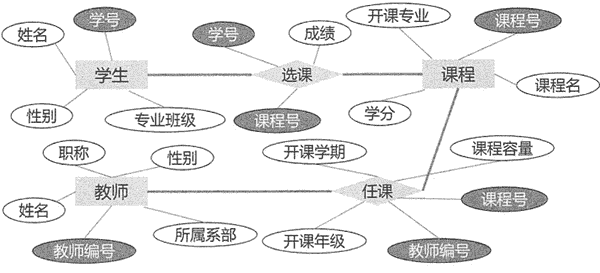 姓名
学号
学号
成绩
开课专业
课程号
学生
选课
课程
课程名
性别
专业班级
课程号
学分
职称
性别
开课学期
课程容量
教师
任课
课程号
姓名
所属系部
开课年级
教师编号
教师编号